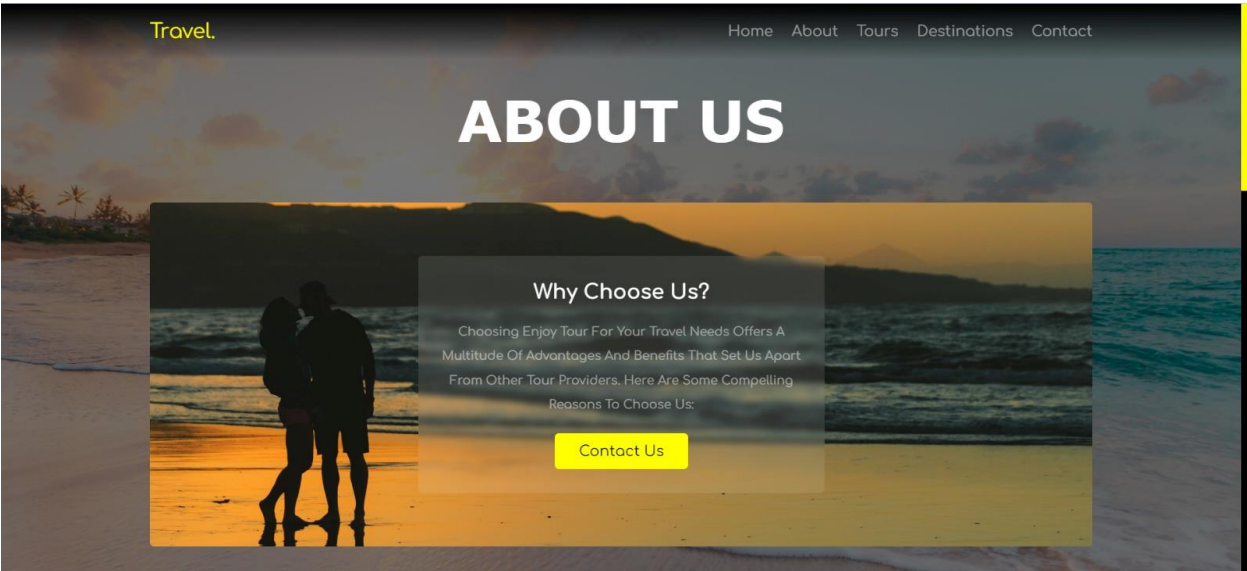 Travel.
Home About Tours Destinations Contact
ABOUT US
Why Choose Us?
Choosing Enjoy Tour For Your Travel Needs Offers A
Multitude Of Advantages And Benefits That Set Us Apart
From Other Tour Providers. Here Are Some Compelling
Reasons To Choose Us:
Contact Us